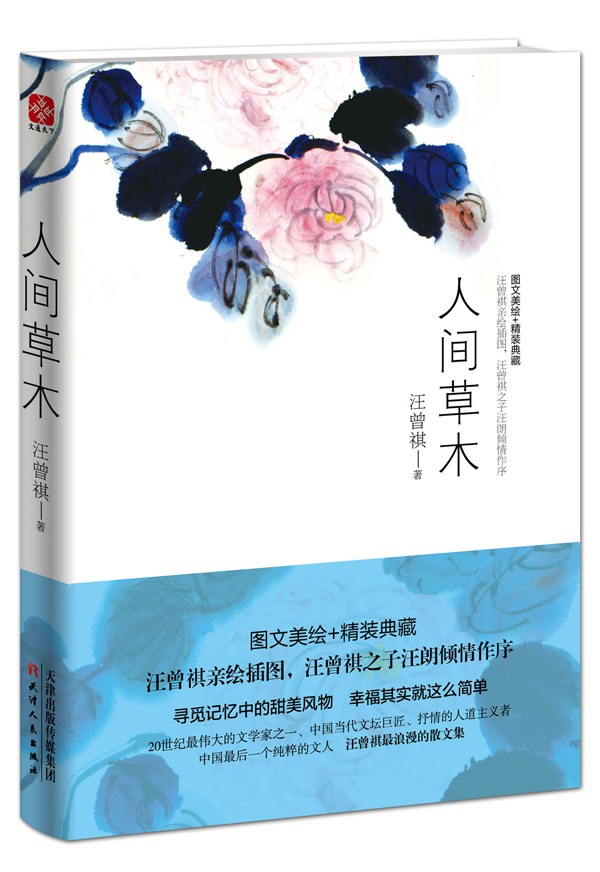 文通天下
人间草木
汪曾祺—著
天津出版传媒集团
天津人民出版社
图文美绘+精装典藏
汪曾祺亲绘插图，汪曾祺之子汪朗倾情作序
人间草木
汪曾祺—著
图文美绘+精装典藏
汪曾祺亲绘插图，汪曾祺之子汪朗倾情作序
寻觅记忆中的甜美风物　幸福其实就这么简单
20世纪最伟大的文学家之一、中国当代文坛巨匠、抒情的人道主义者
中国最后一个纯粹的文人　汪曾祺最浪漫的散文集